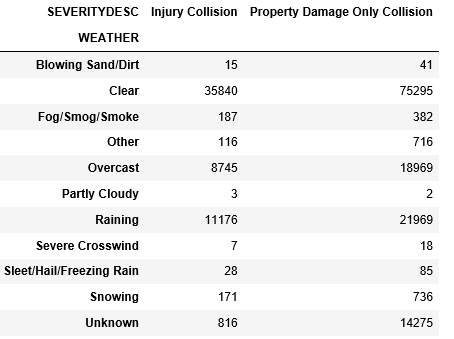 SEVERITYDESC Injury Collision Property Damage Only Collision
WEATHER
Blowing Sand/Dirt 15 41
Clear 35840 75295
Fog/Smog/Smoke 187 382
Other 116 716
Overcast 8745 18969
Partly Cloudy 3 2
Raining 11176 21969
Severe Crosswind 7 18
Sleet/Hail/Freezing Rain 28 85
Snowing 171 736
Unknown 816 14275